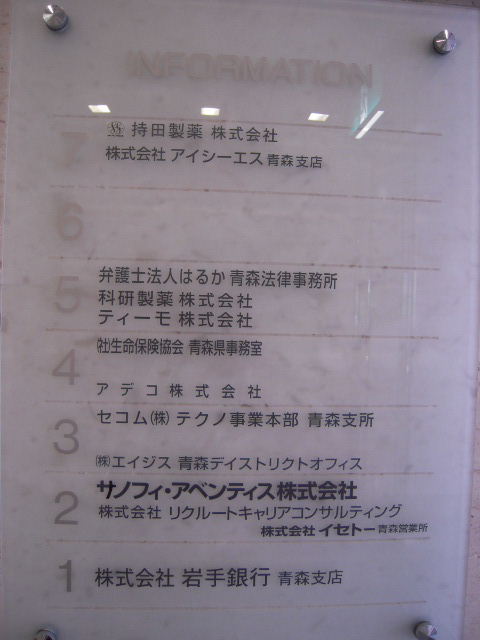 INFORMATION
7 持田製薬 株式会社
株式会社 アイシーエス 青森支店
6
弁護士法人はるか 青森法律事務所
5 科研製薬 株式会社
ティーモ 株式会社
㈳生命保険協会 青森県事務室
4
アデコ株式会社
セコム㈱ テクノ事業本部 青森支所
3
㈱エイジス 青森デイストリクトオフィス
サノフィ・アベンティス株式会社
2 株式会社 リクルートキャリアコンサルティング
株式会社 イセトー 青森営業所
1 株式会社 岩手銀行 青森支店